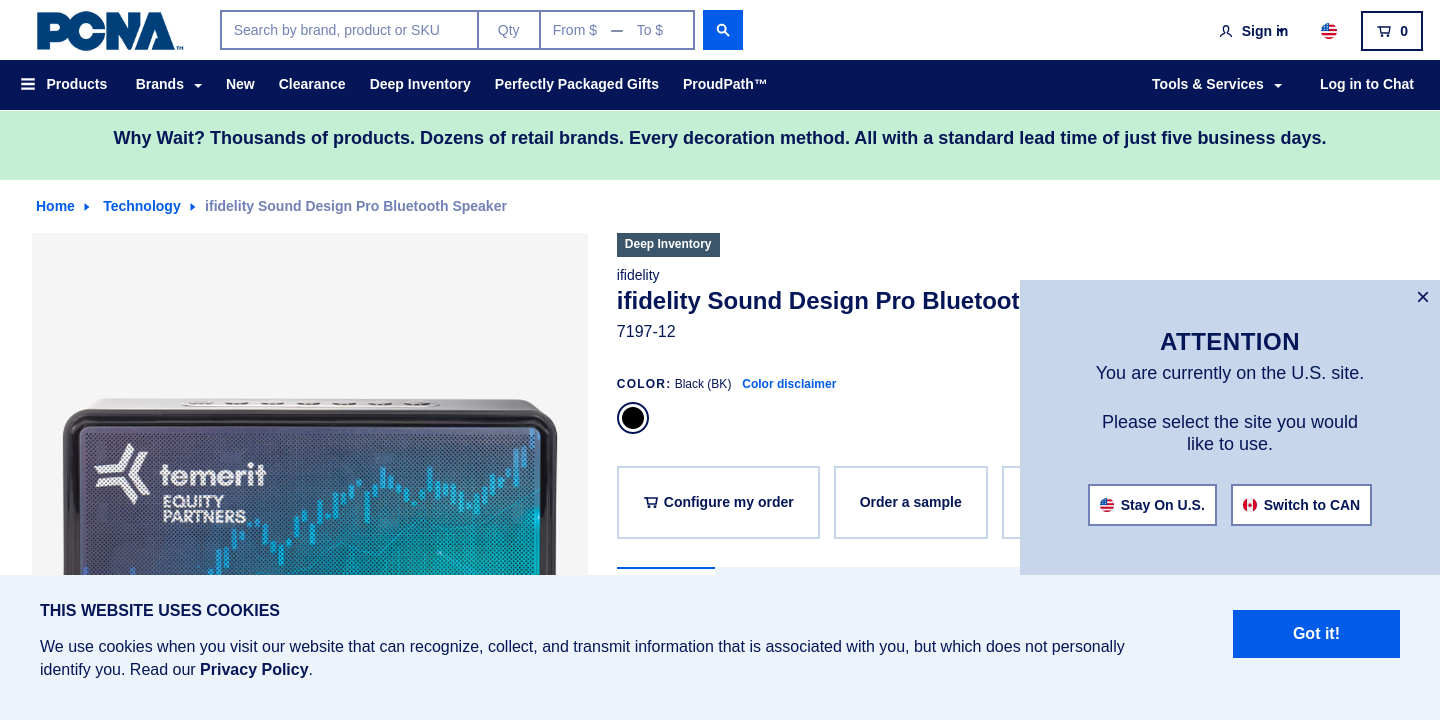 PCNA™
Search by brand, product or SKU
Qty
From $ — To $
Sign in
0
Products
Brands
New
Clearance
Deep Inventory
Perfectly Packaged Gifts
ProudPath™
Tools & Services
Log in to Chat
Why Wait? Thousands of products. Dozens of retail brands. Every decoration method. All with a standard lead time of just five business days.
Home
Technology
ifidelity Sound Design Pro Bluetooth Speaker
Deep Inventory
ifidelity
ifidelity Sound Design Pro Bluetoot
7197-12
COLOR: Black (BK) Color disclaimer
Configure my order
Order a sample
temerit
EQUITY
PARTNERS
×
ATTENTION
You are currently on the U.S. site.
Please select the site you would
like to use.
Stay On U.S.
Switch to CAN
THIS WEBSITE USES COOKIES
We use cookies when you visit our website that can recognize, collect, and transmit information that is associated with you, but which does not personally
identify you. Read our Privacy Policy.
Got it!